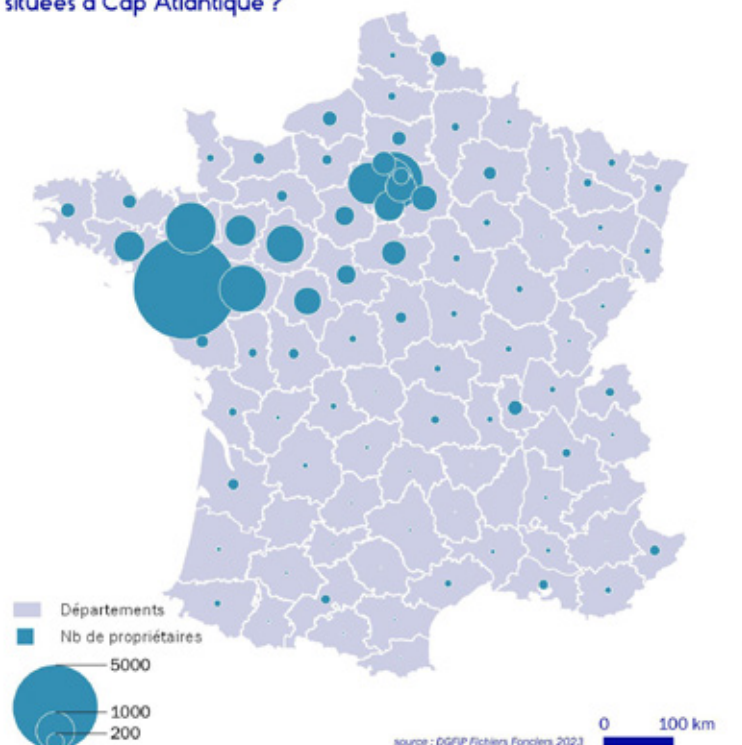 situées à Cap Atlantique ?
Départements
Nb de propriétaires
5000
1000
200
source : DGFiP Fichiers Fonciers 2023
0 100 km